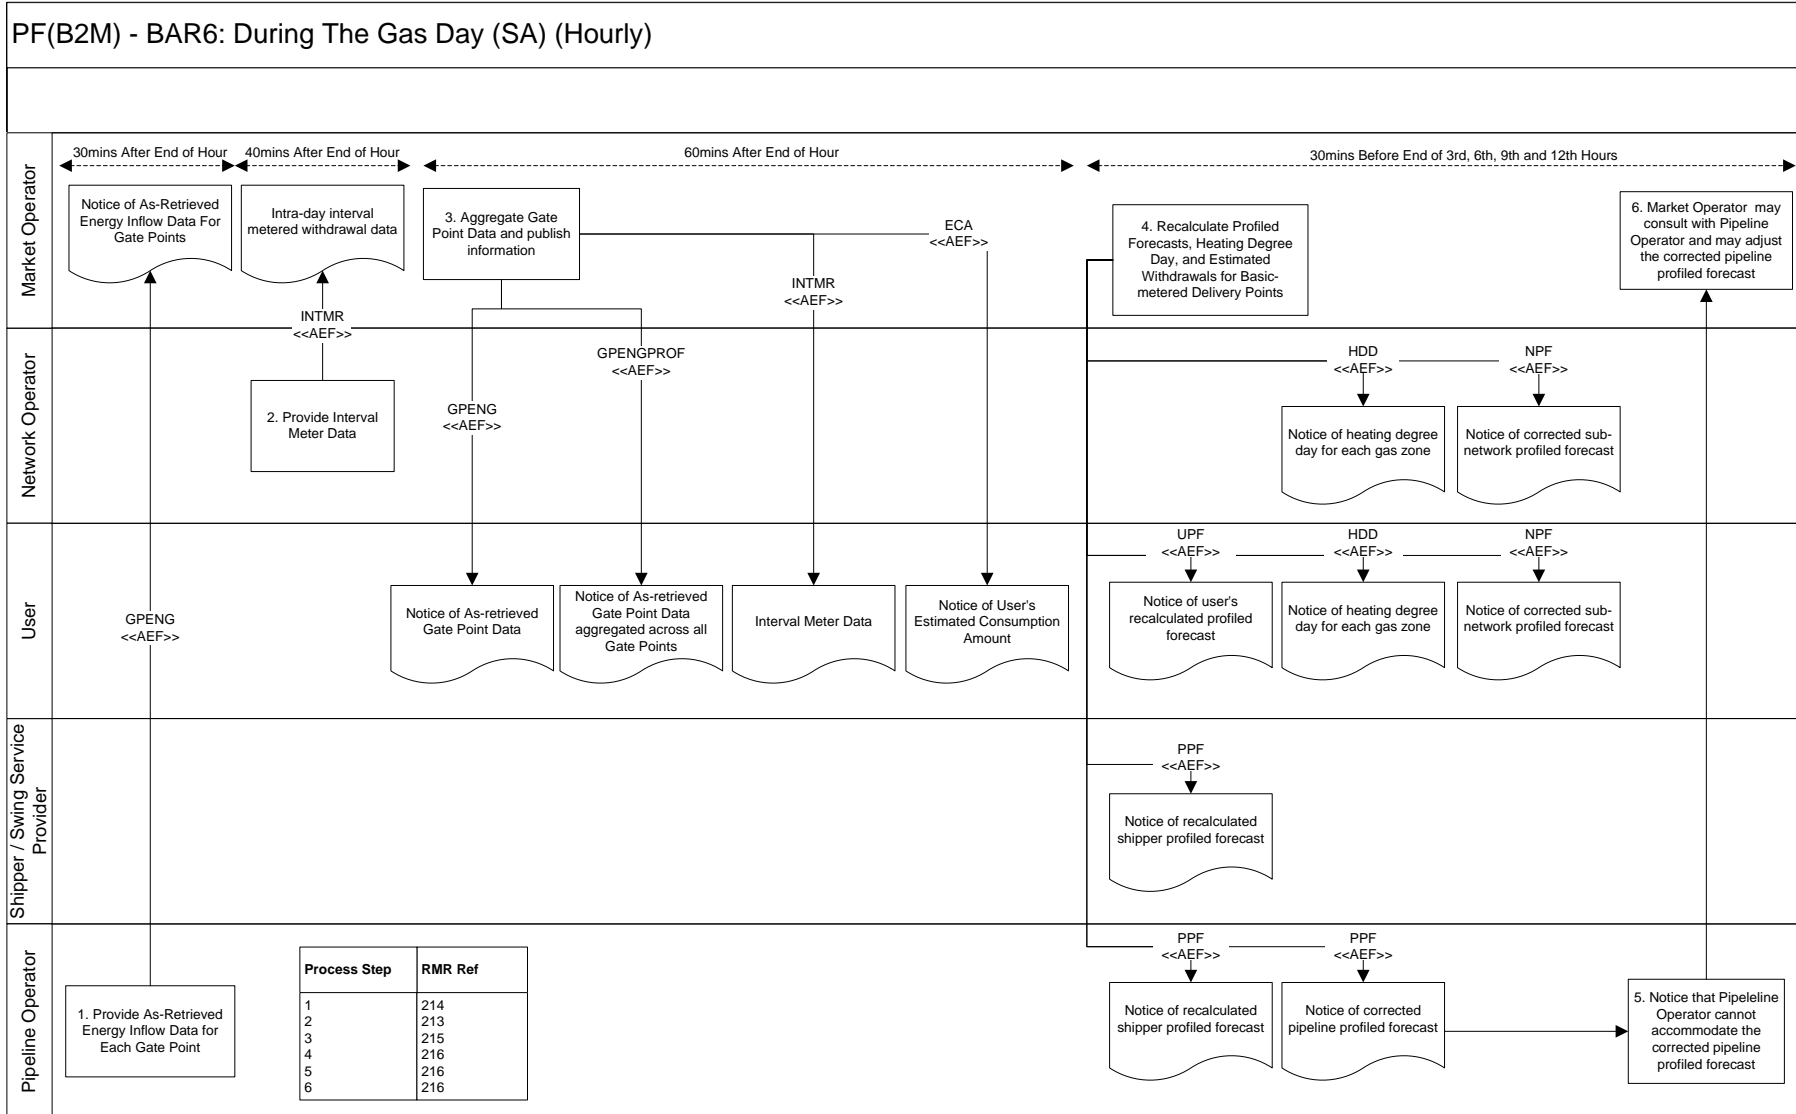 PF(B2M) - BAR6: During The Gas Day (SA) (Hourly)
Market Operator
30mins After End of Hour
40mins After End of Hour
60mins After End of Hour
30mins Before End of 3rd, 6th, 9th and 12th Hours
Notice of As-Retrieved
Energy Inflow Data For
Gate Points
Intra-day interval
metered withdrawal data
3. Aggregate Gate
Point Data and publish
information
ECA
<<AEF>>
INTMR
<<AEF>>
4. Recalculate Profiled
Forecasts, Heating Degree
Day, and Estimated
Withdrawals for Basic-
metered Delivery Points
6. Market Operator  may
consult with Pipeline
Operator and may adjust
the corrected pipeline
profiled forecast
INTMR
<<AEF>>
Network Operator
2. Provide Interval
Meter Data
GPENG
<<AEF>>
GPENGPROF
<<AEF>>
HDD
<<AEF>>
NPF
<<AEF>>
Notice of heating degree
day for each gas zone
Notice of corrected sub-
network profiled forecast
User
GPENG
<<AEF>>
Notice of As-retrieved
Gate Point Data
Notice of As-retrieved
Gate Point Data
aggregated across all
Gate Points
Interval Meter Data
Notice of User's
Estimated Consumption
Amount
UPF
<<AEF>>
HDD
<<AEF>>
NPF
<<AEF>>
Notice of user's
recalculated profiled
forecast
Notice of heating degree
day for each gas zone
Notice of corrected sub-
network profiled forecast
Shipper / Swing Service
Provider
PPF
<<AEF>>
Notice of recalculated
shipper profiled forecast
Pipeline Operator
1. Provide As-Retrieved
Energy Inflow Data for
Each Gate Point
Process Step RMR Ref
1 214
2 213
3 215
4 216
5 216
6 216
PPF
<<AEF>>
PPF
<<AEF>>
Notice of recalculated
shipper profiled forecast
Notice of corrected
pipeline profiled forecast
5. Notice that Pipeleline
Operator cannot
accommodate the
corrected pipeline
profiled forecast